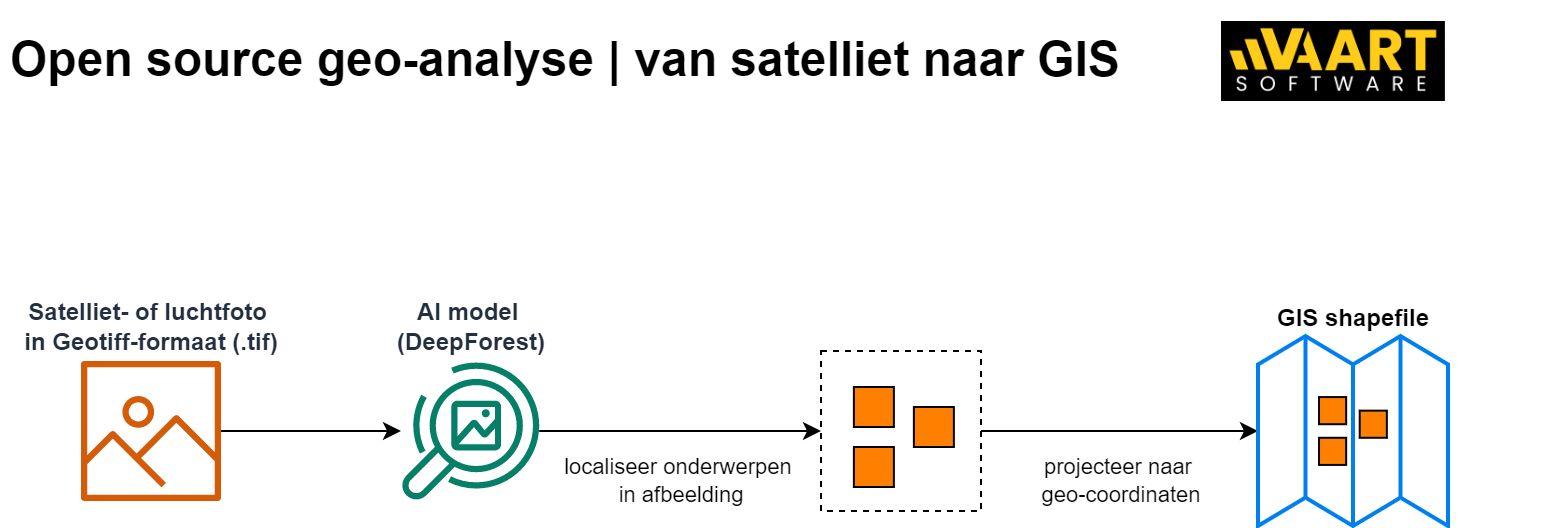 Open source geo-analyse | van satelliet naar GIS
VAART
SOFTWARE
Satelliet- of luchtfoto
in Geotiff-formaat (.tif)
AI model
(DeepForest)
localiseer onderwerpen
in afbeelding
projecteer naar
geo-coordinaten
GIS shapefile